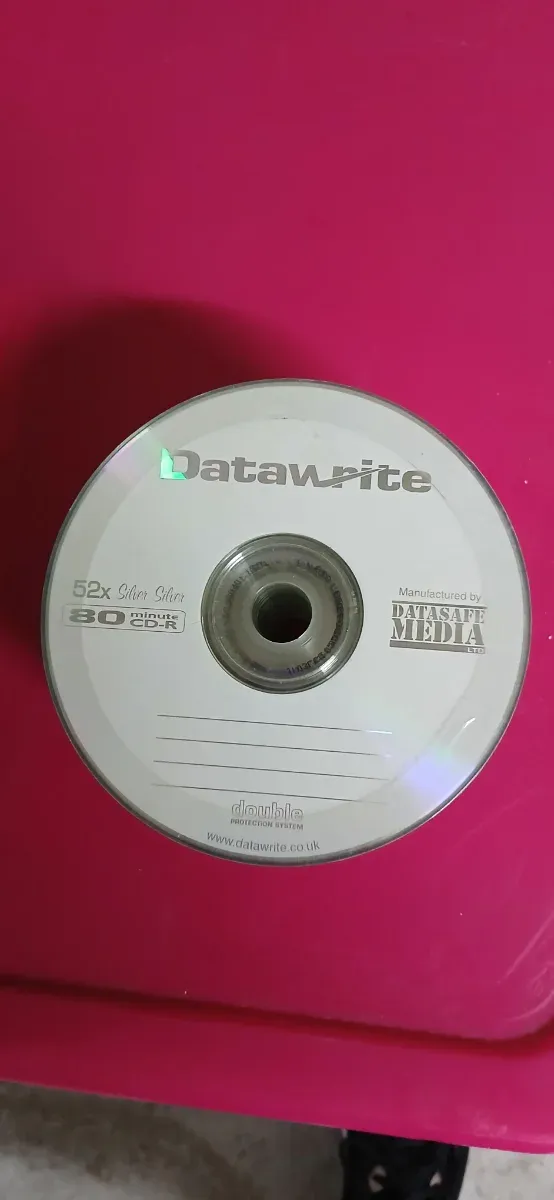 Datawrite
52x Silver Silver
80 minute CD-R
Manufactured by
DATASAFE
MEDIA
LTD
double
PROTECTION SYSTEM
www.datawrite.co.uk